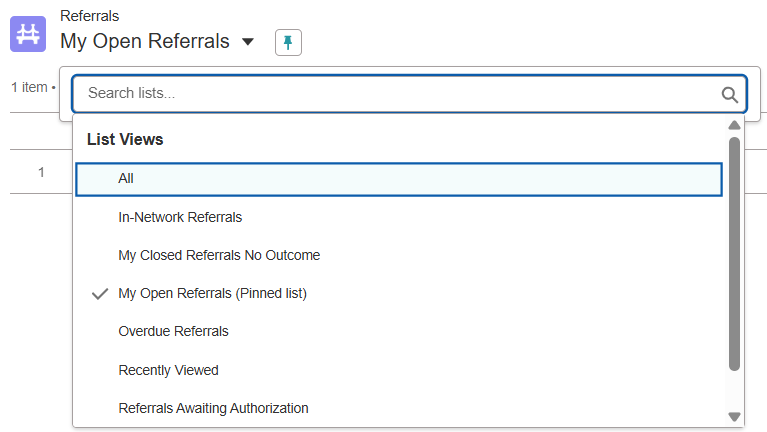 Referrals
My Open Referrals
1 item •
Search lists...
List Views
1
All
In-Network Referrals
My Closed Referrals No Outcome
My Open Referrals (Pinned list)
Overdue Referrals
Recently Viewed
Referrals Awaiting Authorization